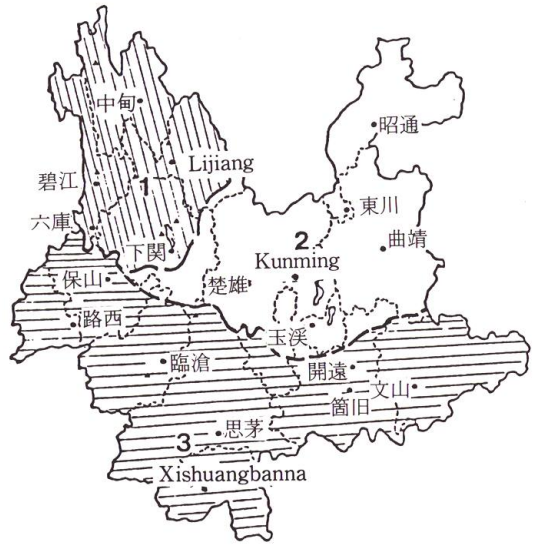 中甸
昭通
Lijiang
碧江
1
東川
六庫
下関
2
曲靖
Kunming
保山
楚雄
路西
玉溪
臨滄
開遠
文山
箇旧
3
思茅
Xishuangbanna